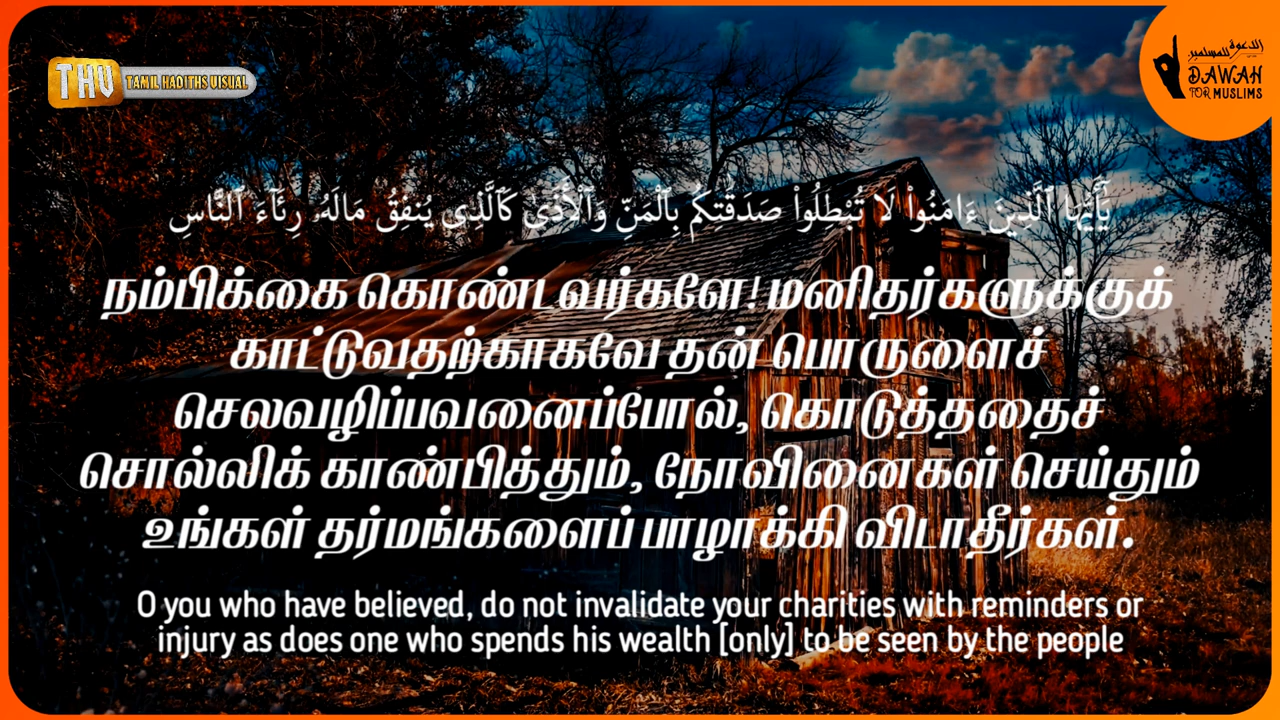 THV TAMIL HADITHS VISUAL
الدعوة للمسلمين
DAWAH
FOR MUSLIMS
يَٰٓأَيُّهَا ٱلَّذِينَ ءَامَنُوا۟ لَا تُبْطِلُوا۟ صَدَقَٰتِكُم بِٱلْمَنِّ وَٱلْأَذَىٰ كَٱلَّذِى يُنفِقُ مَالَهُۥ رِئَآءَ ٱلنَّاسِ
நம்பிக்கை கொண்டவர்களே! மனிதர்களுக்குக்
காட்டுவதற்காகவே தன் பொருளைச்
செலவழிப்பவனைப்போல், கொடுத்ததைச்
சொல்லிக் காண்பித்தும், நோவினைகள் செய்தும்
உங்கள் தர்மங்களைப் பாழாக்கி விடாதீர்கள்.
O you who have believed, do not invalidate your charities with reminders or
injury as does one who spends his wealth [only] to be seen by the people